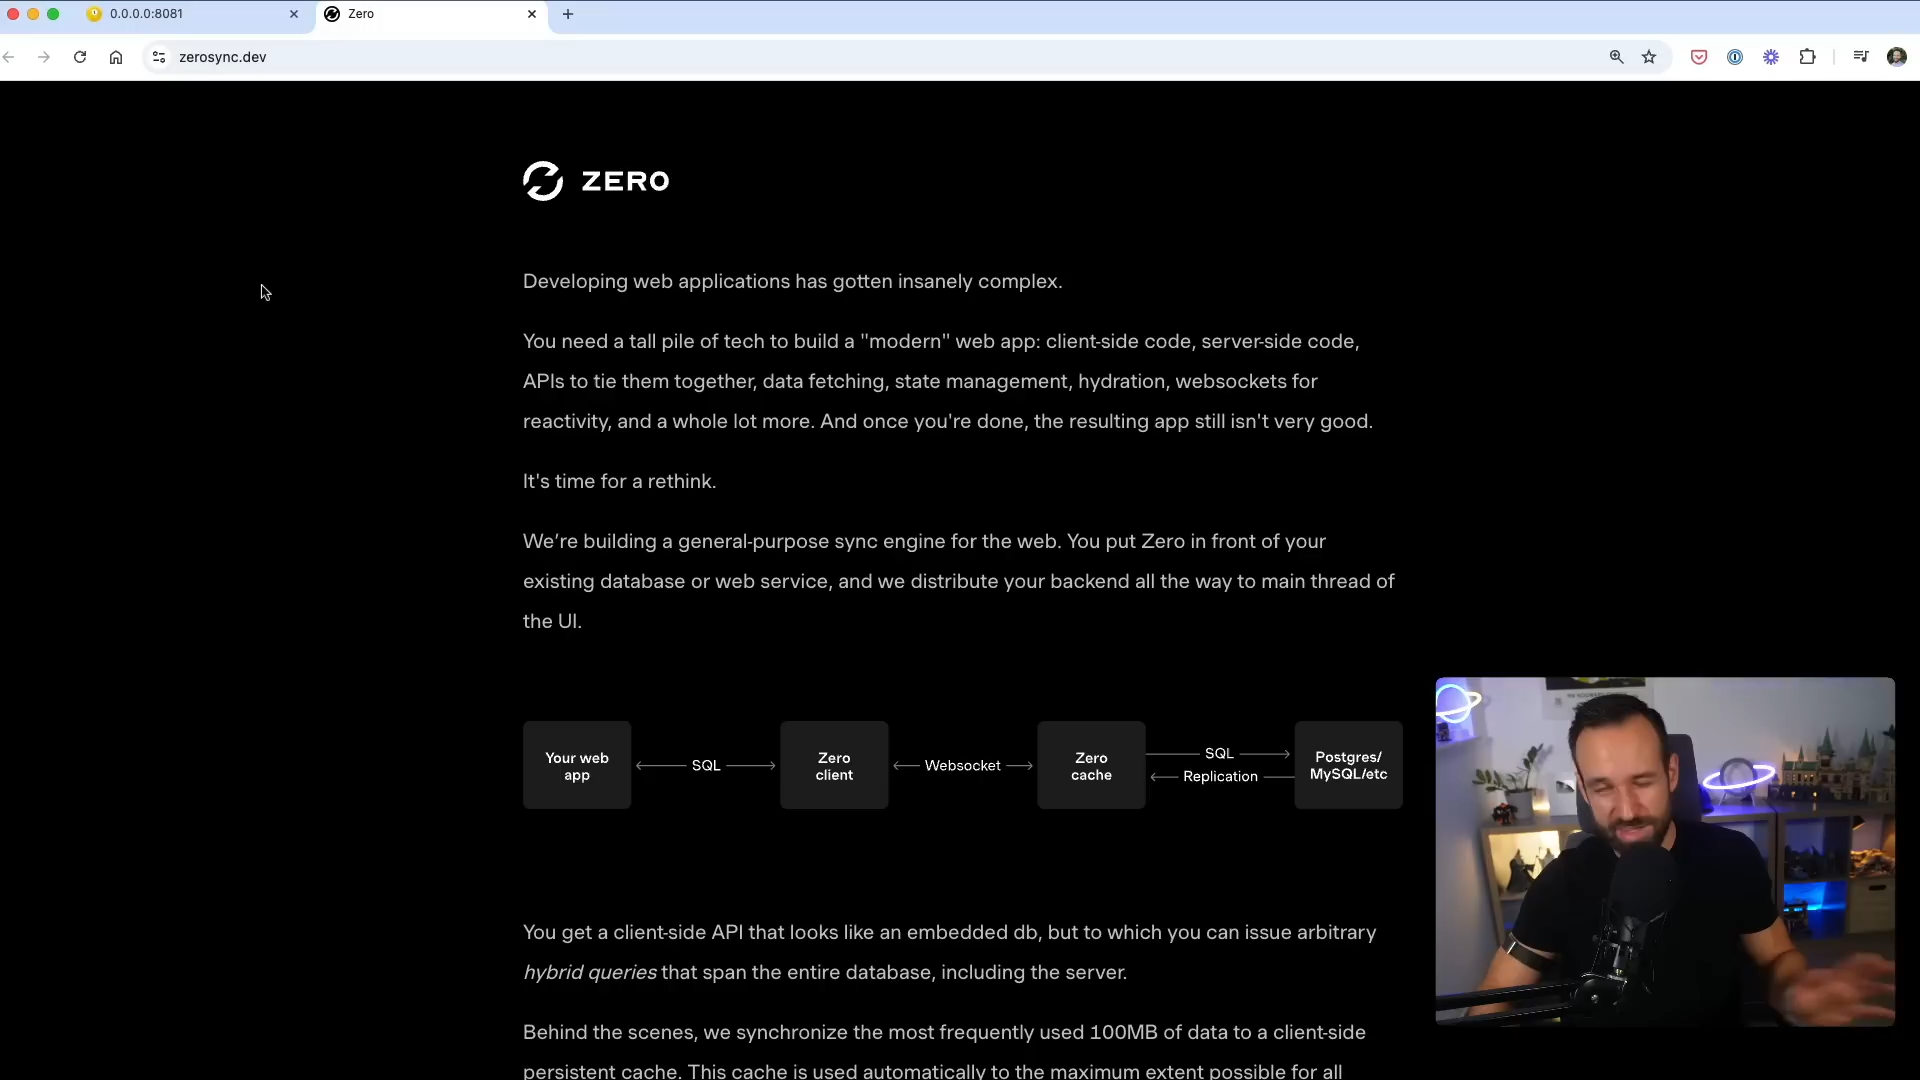 0.0.0.0:8081
Zero
zerosync.dev
ZERO
Developing web applications has gotten insanely complex.
You need a tall pile of tech to build a "modern" web app: client-side code, server-side code,
APIs to tie them together, data fetching, state management, hydration, websockets for
reactivity, and a whole lot more. And once you're done, the resulting app still isn't very good.
It's time for a rethink.
We’re building a general-purpose sync engine for the web. You put Zero in front of your
existing database or web service, and we distribute your backend all the way to main thread of
the UI.
Your web
app
SQL
Zero
client
Websocket
Zero
cache
SQL
Replication
Postgres/
MySQL/etc
You get a client-side API that looks like an embedded db, but to which you can issue arbitrary
hybrid queries that span the entire database, including the server.
Behind the scenes, we synchronize the most frequently used 100MB of data to a client-side
persistent cache. This cache is used automatically to the maximum extent possible for all